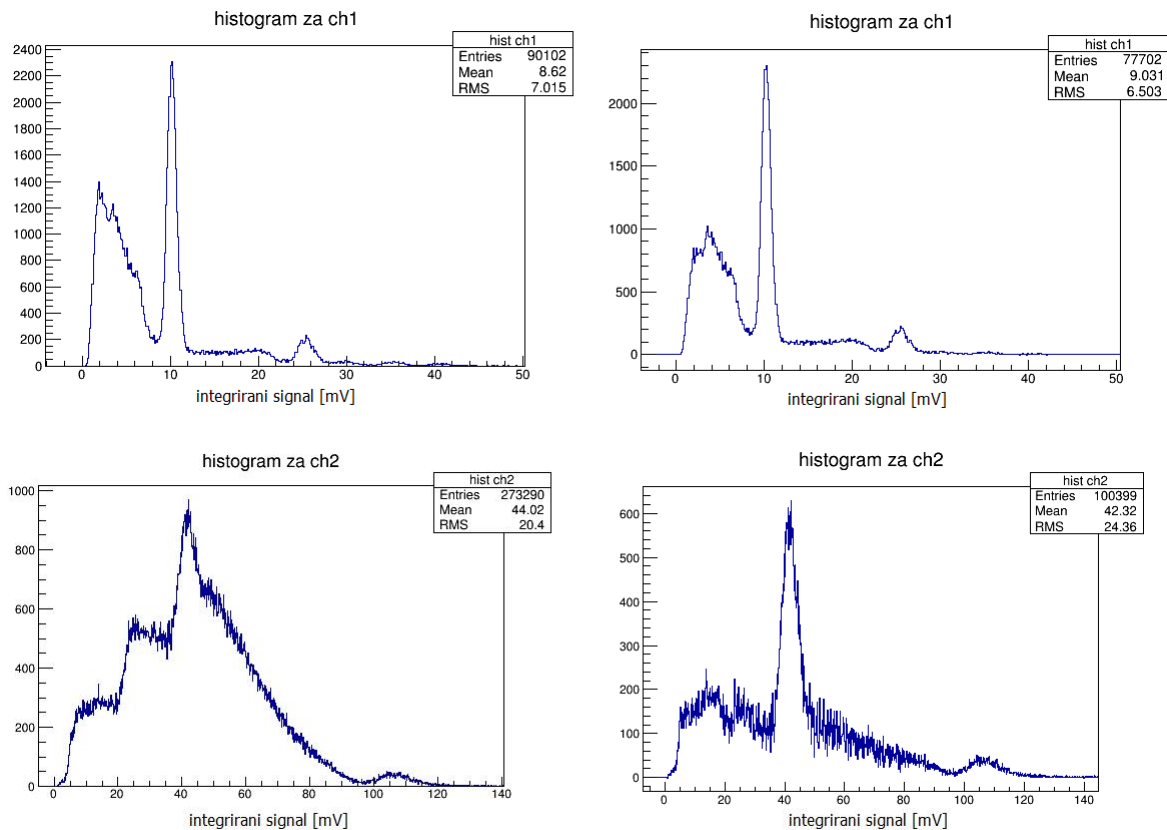 histogram za ch1
hist ch1
Entries 90102
Mean 8.62
RMS 7.015
2400
2200
2000
1800
1600
1400
1200
1000
800
600
400
200
0
0 10 20 30 40 50
integrirani signal [mV]
histogram za ch1
hist ch1
Entries 77702
Mean 9.031
RMS 6.503
2000
1500
1000
500
0
0 10 20 30 40 50
integrirani signal [mV]
histogram za ch2
hist ch2
Entries 273290
Mean 44.02
RMS 20.4
1000
800
600
400
200
0
0 20 40 60 80 100 120 140
integrirani signal [mV]
histogram za ch2
hist ch2
Entries 100399
Mean 42.32
RMS 24.36
600
500
400
300
200
100
0
0 20 40 60 80 100 120 140
integrirani signal [mV]